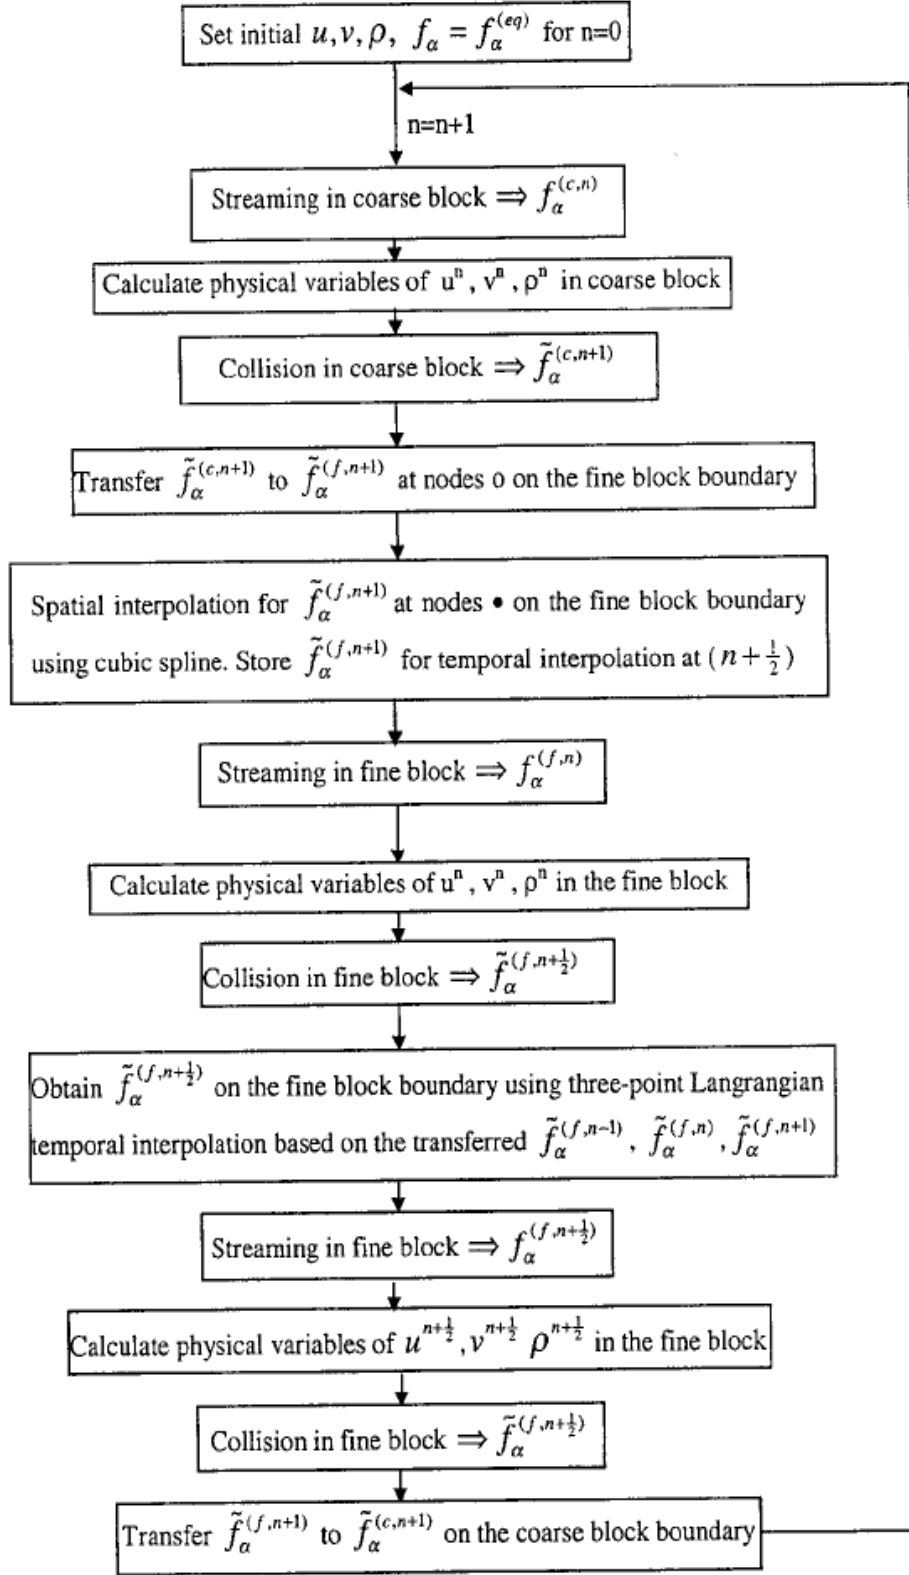 Set initial u, v, ρ, f_α = f_α^(eq) for n=0
n=n+1
Streaming in coarse block ⇒ f_α^(c,n)
Calculate physical variables of u^n , v^n , ρ^n in coarse block
Collision in coarse block ⇒ f̃_α^(c,n+1)
Transfer f̃_α^(c,n+1) to f̃_α^(f,n+1) at nodes o on the fine block boundary
Spatial interpolation for f̃_α^(f,n+1) at nodes • on the fine block boundary
using cubic spline. Store f̃_α^(f,n+1) for temporal interpolation at (n+½)
Streaming in fine block ⇒ f_α^(f,n)
Calculate physical variables of u^n , v^n , ρ^n in the fine block
Collision in fine block ⇒ f̃_α^(f,n+½)
Obtain f̃_α^(f,n+½) on the fine block boundary using three-point Langrangian
temporal interpolation based on the transferred f̃_α^(f,n−1) , f̃_α^(f,n) , f̃_α^(f,n+1)
Streaming in fine block ⇒ f_α^(f,n+½)
Calculate physical variables of u^n+½ , v^n+½ ρ^n+½ in the fine block
Collision in fine block ⇒ f̃_α^(f,n+½)
Transfer f̃_α^(f,n+1) to f̃_α^(c,n+1) on the coarse block boundary